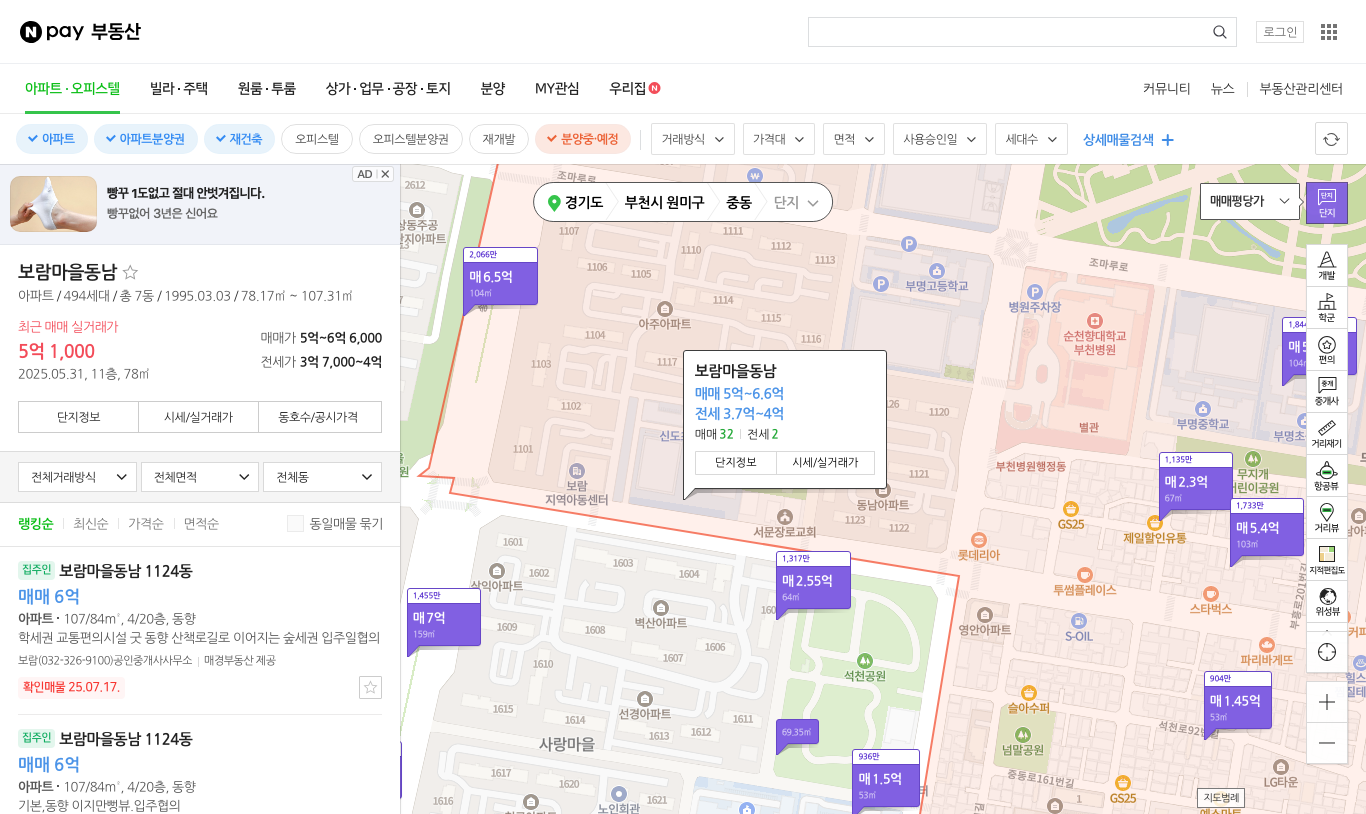 N pay 부동산
로그인
아파트·오피스텔 빌라·주택 원룸·투룸 상가·업무·공장·토지 분양 MY관심 우리집 N 커뮤니티 뉴스 부동산관리센터
아파트 아파트분양권 재건축 오피스텔 오피스텔분양권 재개발 분양중·예정 거래방식 가격대 면적 사용승인일 세대수 상세매물검색
AD
빵꾸 1도없고 절대 안벗겨집니다.
빵꾸없어 3년은 신어요
보람마을동남
아파트 / 494세대 / 총 7동 / 1995.03.03 / 78.17㎡ ~ 107.31㎡
최근 매매 실거래가
5억 1,000
2025.05.31, 11층, 78㎡
매매가 5억~6억 6,000
전세가 3억 7,000~4억
단지정보 시세/실거래가 동호수/공시가격
전체거래방식 전체면적 전체동
랭킹순 최신순 가격순 면적순 동일매물 묶기
집주인 보람마을동남 1124동
매매 6억
아파트 · 107/84㎡, 4/20층, 동향
학세권 교통편의시설 굿 동향 산책로길로 이어지는 숲세권 입주일협의
보람(032-326-9100)공인중개사사무소 매경부동산 제공
확인매물 25.07.17.
집주인 보람마을동남 1124동
매매 6억
아파트 · 107/84㎡, 4/20층, 동향
기본,동향 이지만뻥뷰.입주협의
경기도 부천시 원미구 중동 단지
매매평당가
단지
단지
개발
학군
편의
중개
중개사
거리재기
항공뷰
거리뷰
지적편집도
위성뷰
지도범례
2612
상동주공
아파트
2,066만
매 6.5억
104㎡
1107
1106
1105
1104
1103
1102
1101
1110
1111
1112
1113
1114
1115
1116
1117
아주아파트
조마루로
조마루로
P
P
부명고등학교
P
병원주차장
순천향대학교
부천병원
별관
부천병원행정동
부명중학교
부명초
1,844
매 5
104㎡
보람마을동남
매매 5억~6.6억
전세 3.7억~4억
매매 32 전세 2
단지정보 시세/실거래가
신도
보람
지역아동센터
1120
1121
1122
1123
동남아파트
서문장로교회
1,135만
매 2.3억
67㎡
무지개
어린이공원
1,733만
매 5.4억
103㎡
GS25
제일할인유통
롯데리아
투썸플레이스
스타벅스
S-OIL
영안아파트
파리바게뜨
부흥로201번길
1601
1602
1603
1604
삼익아파트
1,455만
매 7억
159㎡
1609
1608
벽산아파트
1607
1606
1610
1,317만
매 2.55억
64㎡
석천공원
1615
1614
1613
1612
1611
선경아파트
사랑마을
69.35㎡
1617
1616
1620
1621
노인회관
936만
매 1.5억
53㎡
904만
매 1.45억
53㎡
슬아수퍼
넘말공원
석천로92번길
중동로161번길
GS25
LG타운